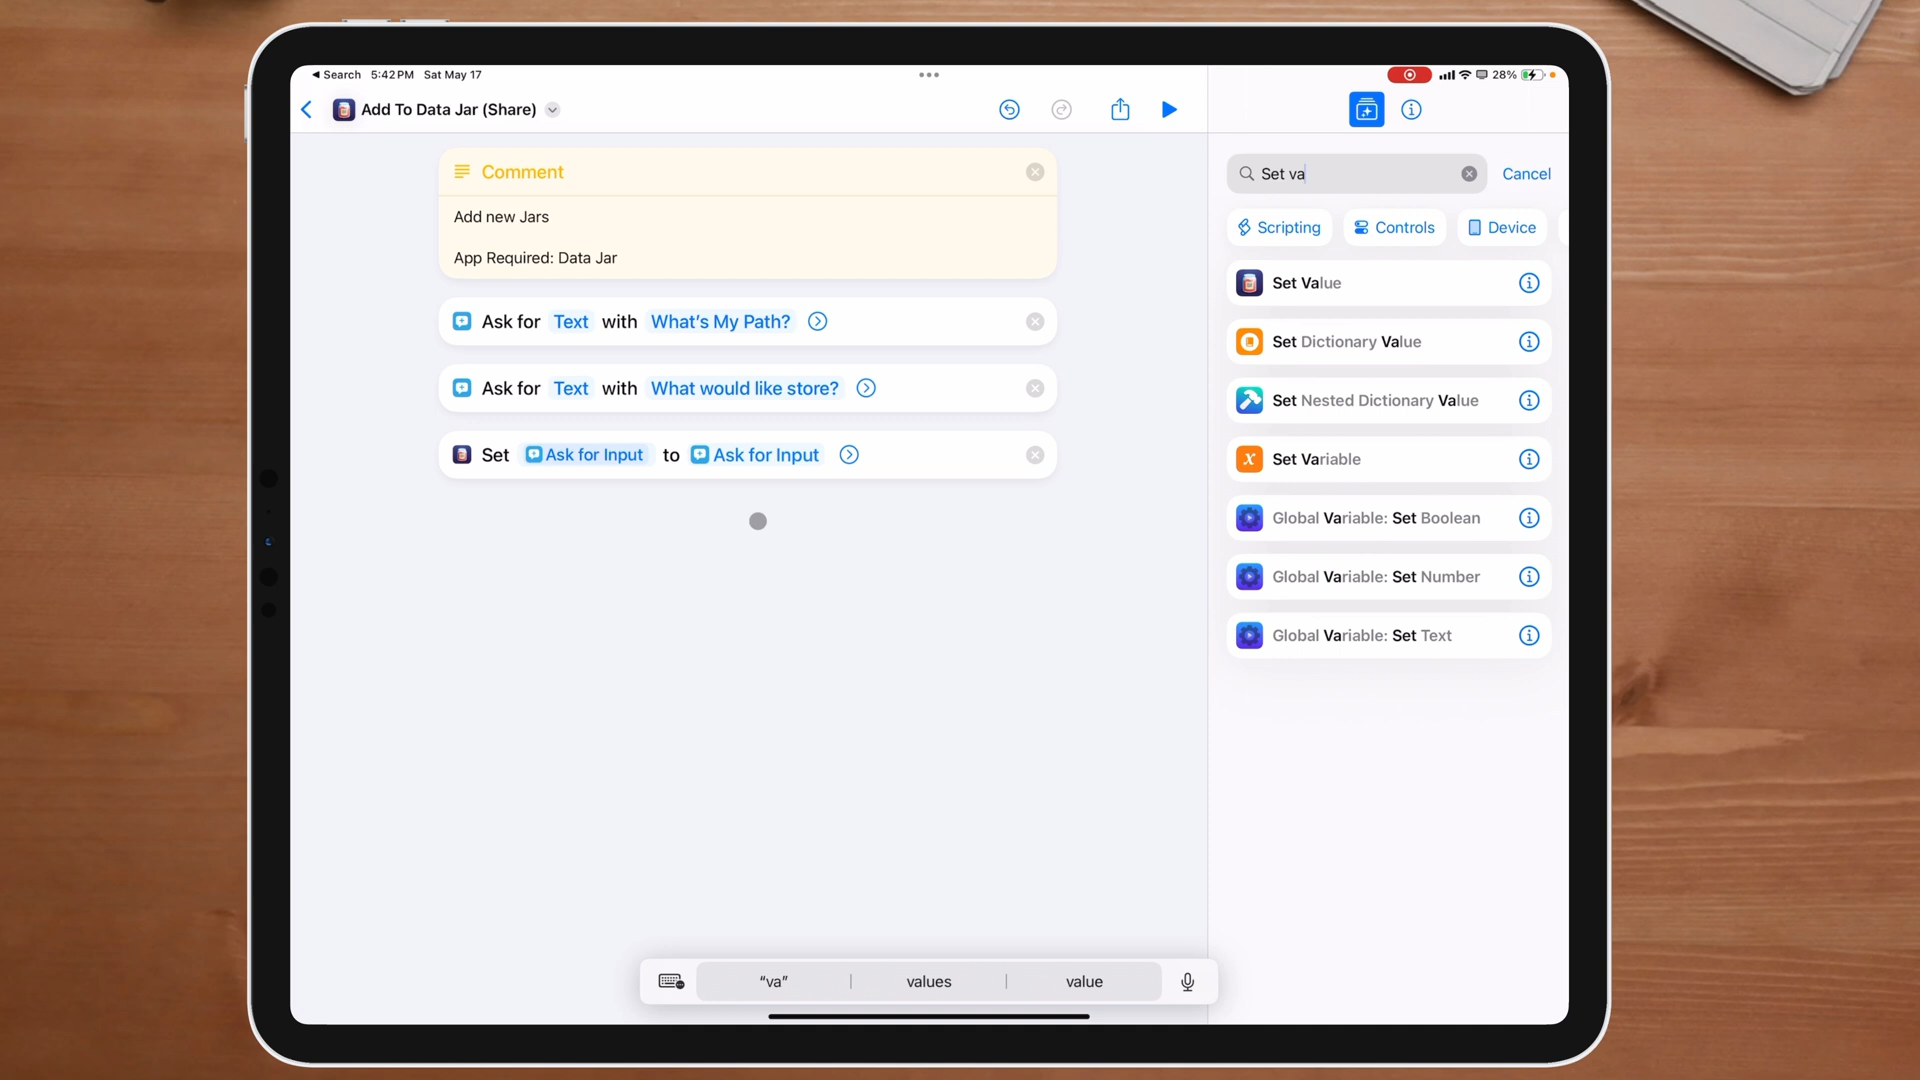 Search 5:42 PM Sat May 17
28%
Add To Data Jar (Share)
Comment
Add new Jars
App Required: Data Jar
Ask for Text with What's My Path?
Ask for Text with What would like store?
Set Ask for Input to Ask for Input
Set va
Cancel
Scripting Controls Device
Set Value
Set Dictionary Value
Set Nested Dictionary Value
Set Variable
Global Variable: Set Boolean
Global Variable: Set Number
Global Variable: Set Text
“va” values value